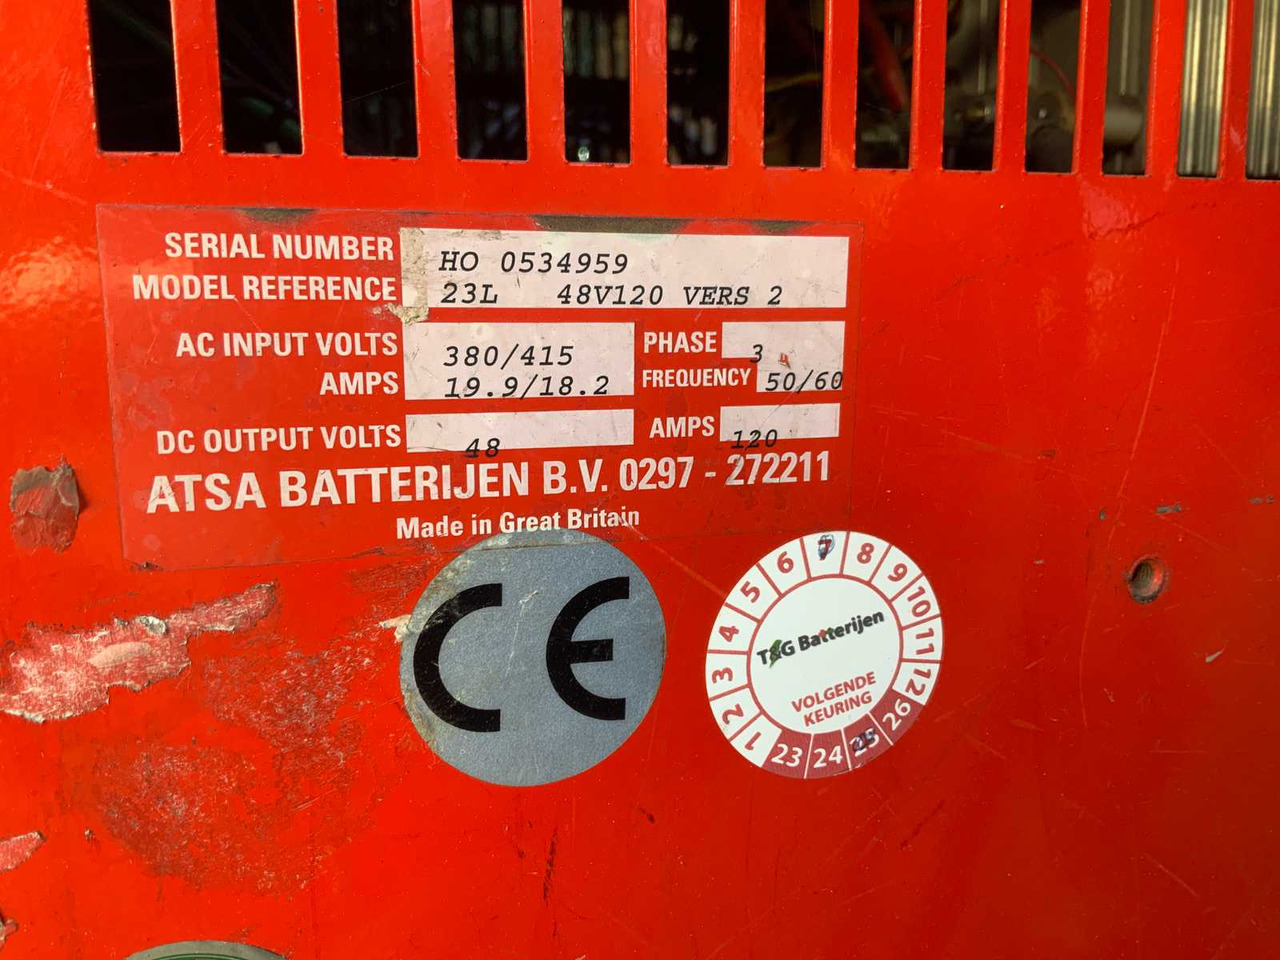 SERIAL NUMBER HO 0534959
MODEL REFERENCE 23L 48V120 VERS 2
AC INPUT VOLTS 380/415 PHASE 3
AMPS 19.9/18.2 FREQUENCY 50/60
DC OUTPUT VOLTS 48 AMPS 120
ATSA BATTERIJEN B.V. 0297 - 272211
Made in Great Britain
CE
1 2 3 4 5 6 7 8 9 10 11 12
T&G Batterijen
VOLGENDE
KEURING
23 24 25 26